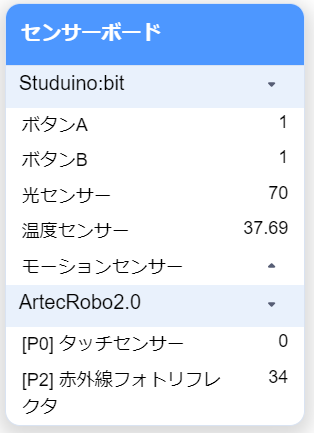 センサーボード
Studuino:bit
ボタンA 1
ボタンB 1
光センサー 70
温度センサー 37.69
モーションセンサー
ArtecRobo2.0
[P0] タッチセンサー 0
[P2] 赤外線フォトリフレ 34
クタ